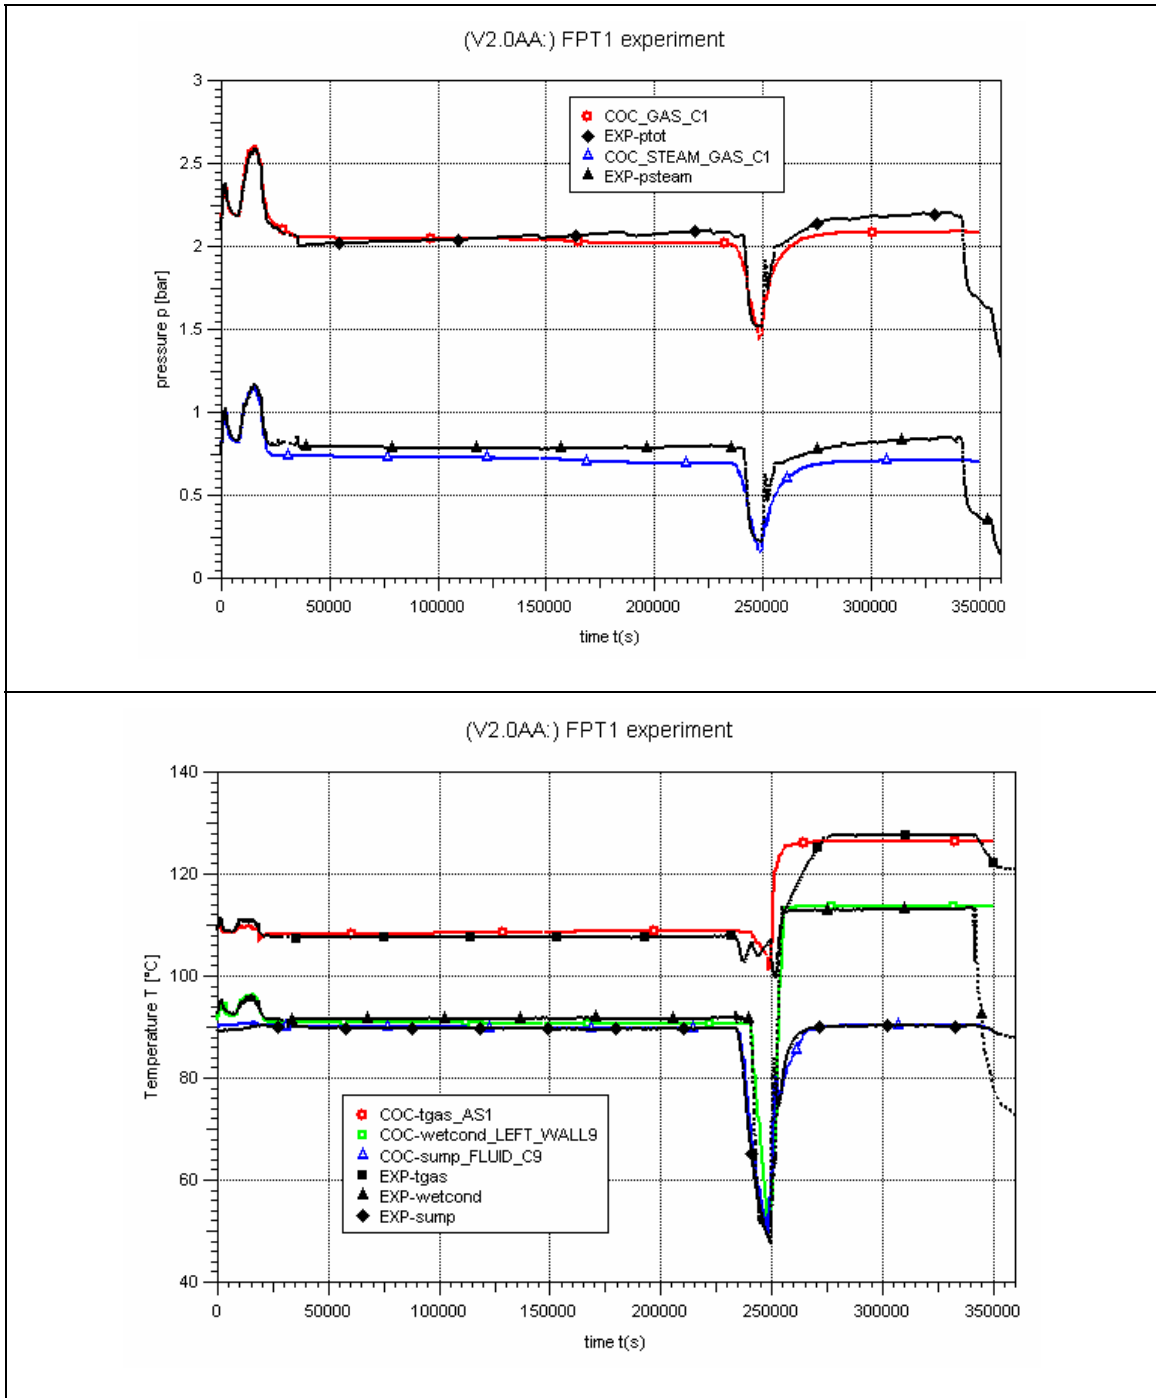 (V2.0AA:) FPT1 experiment
3
2.5
2
1.5
1
0.5
0
pressure p [bar]
COC_GAS_C1
EXP-ptot
COC_STEAM_GAS_C1
EXP-psteam
0 50000 100000 150000 200000 250000 300000 350000
time t(s)
(V2.0AA:) FPT1 experiment
140
120
100
80
60
40
Temperature T [°C]
COC-tgas_AS1
COC-wetcond_LEFT_WALL9
COC-sump_FLUID_C9
EXP-tgas
EXP-wetcond
EXP-sump
0 50000 100000 150000 200000 250000 300000 350000
time t(s)